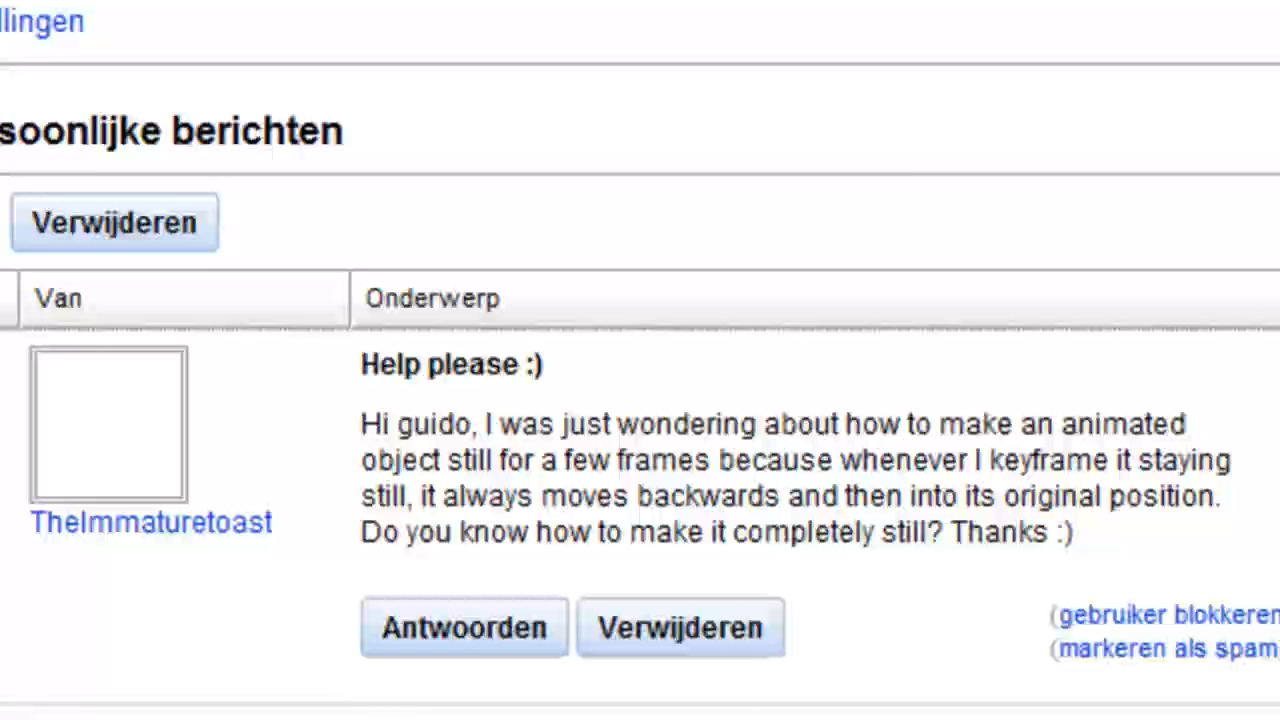 llingen
soonlijke berichten
Verwijderen
Van Onderwerp
Help please :)
Hi guido, I was just wondering about how to make an animated
object still for a few frames because whenever I keyframe it staying
still, it always moves backwards and then into its original position.
Do you know how to make it completely still? Thanks :)
TheImmaturetoast
Antwoorden Verwijderen
(gebruiker blokkeren
(markeren als spam